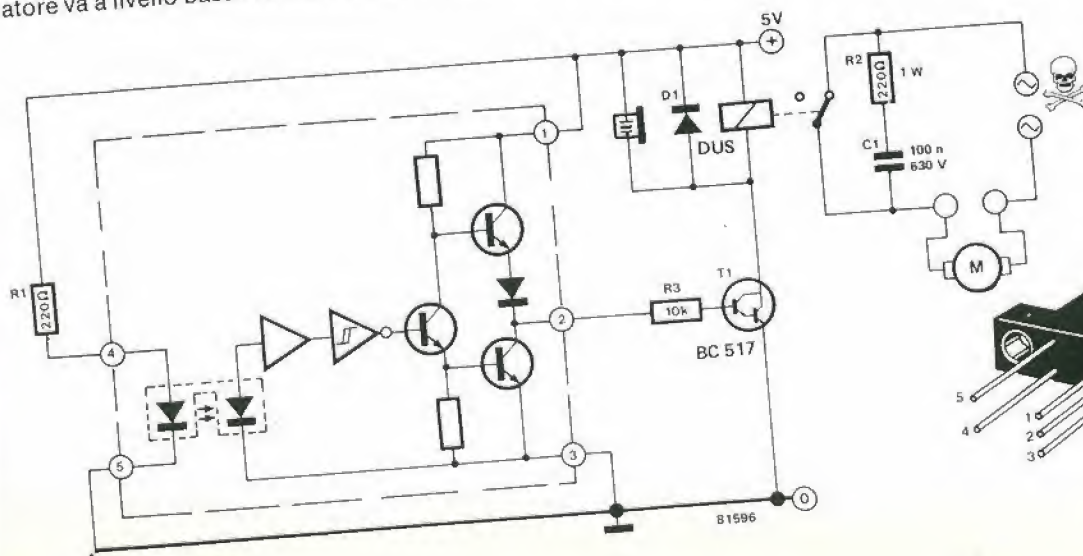 atore va a livello
5V
+
R2
220Ω
1 W
D1
DUS
C1
100 n
630 V
1
R1
220Ω
4
2
R3
10k
T1
BC 517
M
5
3
0
81596
5
4
1
2
3